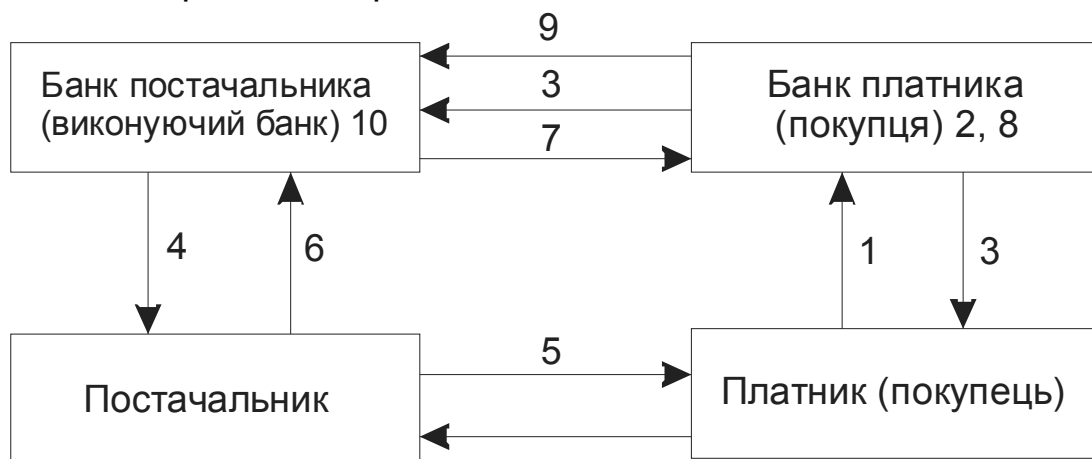 9
Банк постачальника
(виконуючий банк) 10
3
7
Банк платника
(покупця) 2, 8
4
6
1
3
Постачальник
5
Платник (покупець)